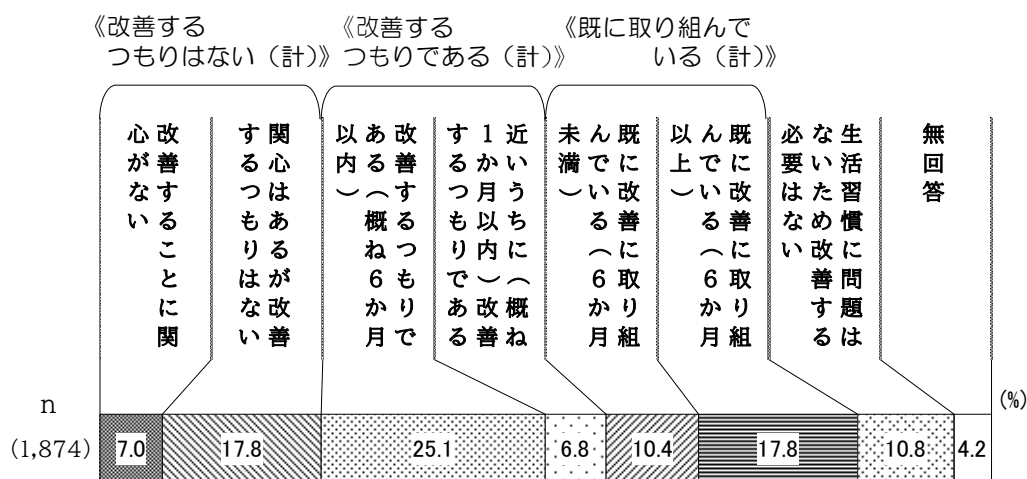 《改善する
つもりはない（計）》
《改善する
つもりである（計）》
《既に取り組んで
いる（計）》
改善することに関
心がない
関心はあるが改善
するつもりはない
改善するつもりで
ある（概ね６か月
以内）
近いうちに（概ね
１か月以内）改善
するつもりである
既に改善に取り組
んでいる（６か月
未満）
既に改善に取り組
んでいる（６か月
以上）
生活習慣に問題は
ないため改善する
必要はない
無回答
(%)
n
(1,874)
7.0
17.8
25.1
6.8
10.4
17.8
10.8
4.2